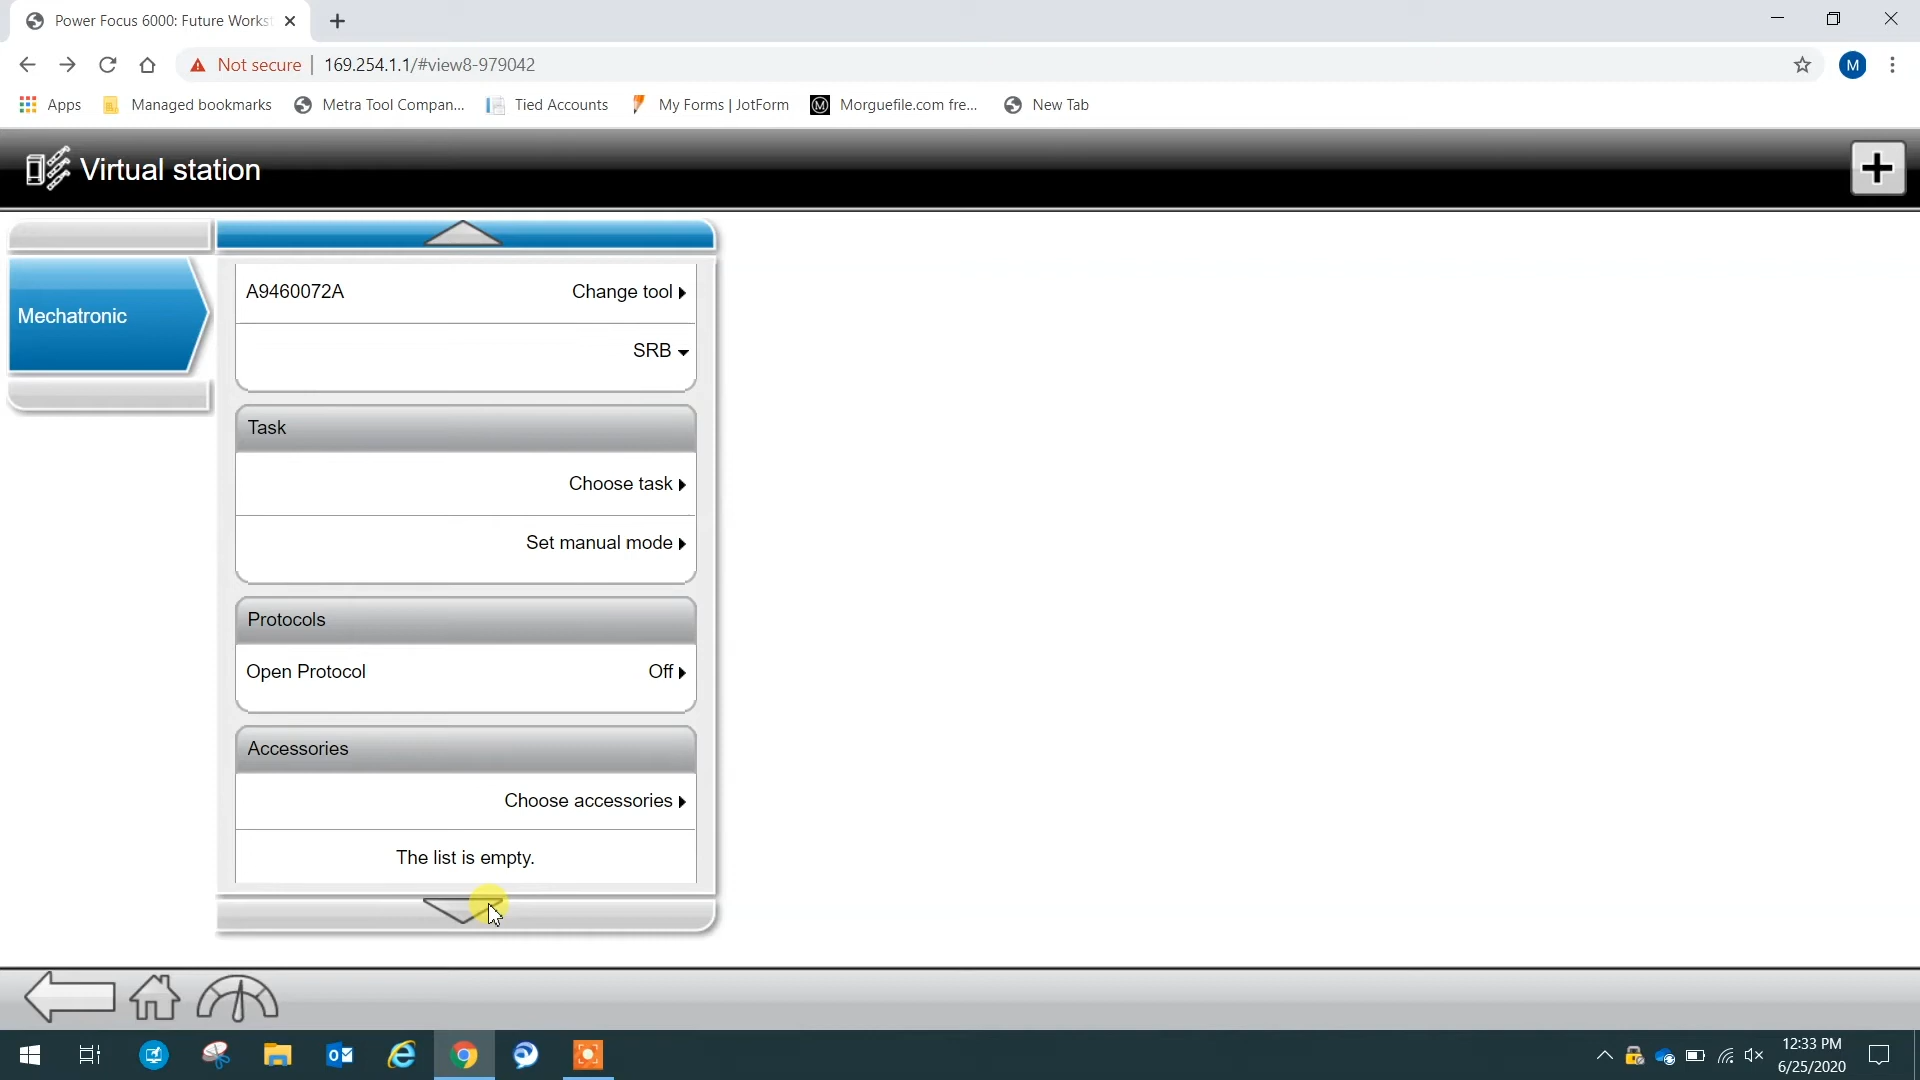 Power Focus 6000: Future Workst
Not secure | 169.254.1.1/#view8-979042
M
Apps
Managed bookmarks
Metra Tool Compan...
Tied Accounts
My Forms | JotForm
Morguefile.com fre...
New Tab
Virtual station
Mechatronic
A9460072A
Change tool
SRB
Task
Choose task
Set manual mode
Protocols
Open Protocol
Off
Accessories
Choose accessories
The list is empty.
12:33 PM
6/25/2020